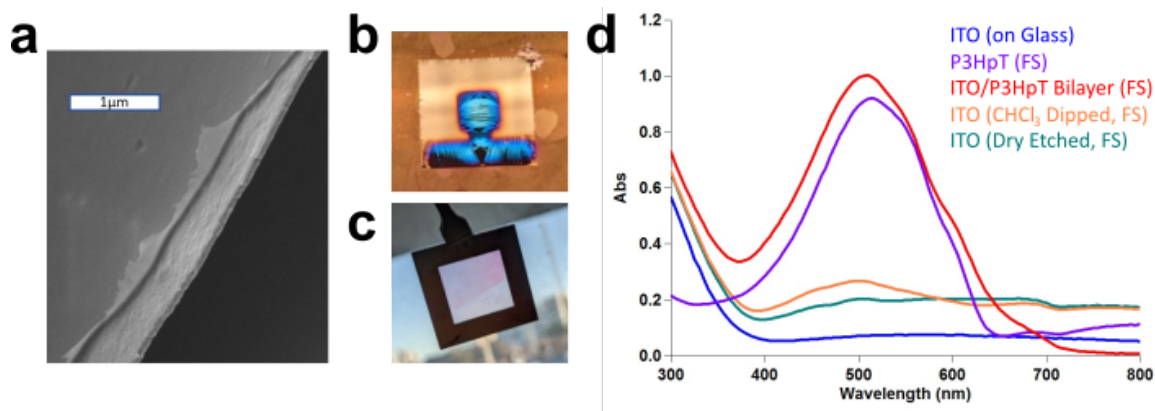 a
1µm
b
c
d
Abs
1.2
1.0
0.8
0.6
0.4
0.2
0.0
300
400
500
600
700
800
Wavelength (nm)
ITO (on Glass)
P3HpT (FS)
ITO/P3HpT Bilayer (FS)
ITO (CHCl3 Dipped, FS)
ITO (Dry Etched, FS)